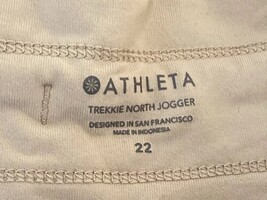 ATHLETA
TREKKIE NORTH JOGGER
DESIGNED IN SAN FRANCISCO
MADE IN INDONESIA
22